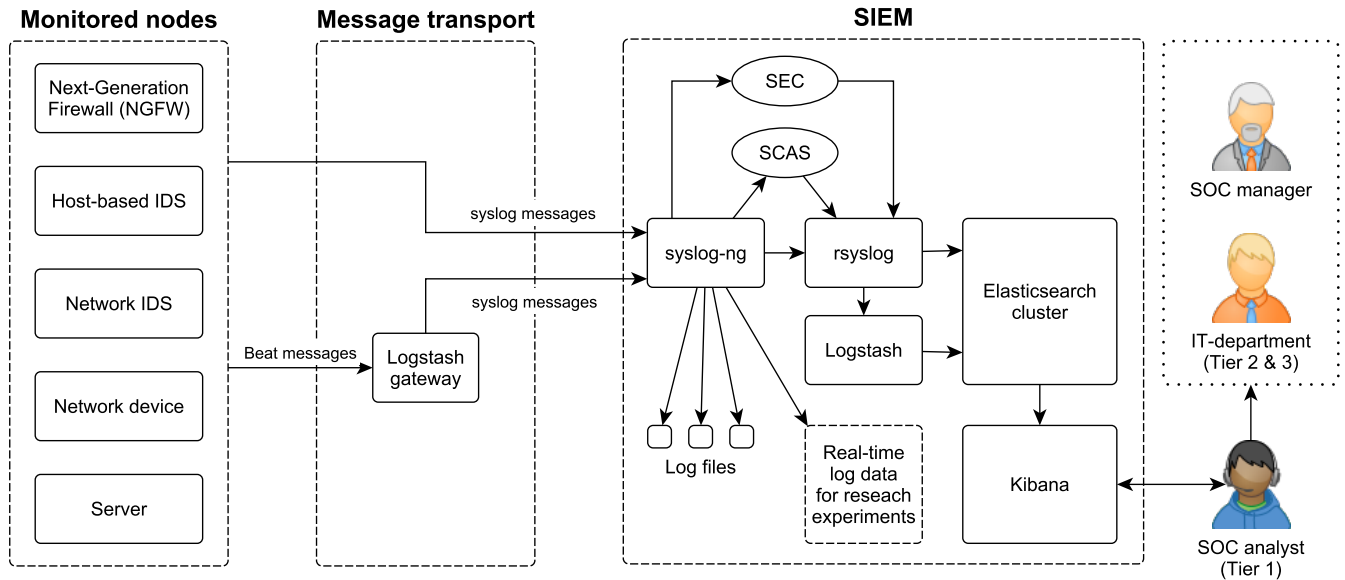 Monitored nodes
Next-Generation
Firewall (NGFW)
Host-based IDS
Network IDS
Network device
Server
Message transport
Beat messages
Logstash
gateway
syslog messages
syslog messages
SIEM
SEC
SCAS
syslog-ng
rsyslog
Logstash
Elasticsearch
cluster
Log files
Real-time
log data
for reseach
experiments
Kibana
SOC manager
IT-department
(Tier 2 & 3)
SOC analyst
(Tier 1)